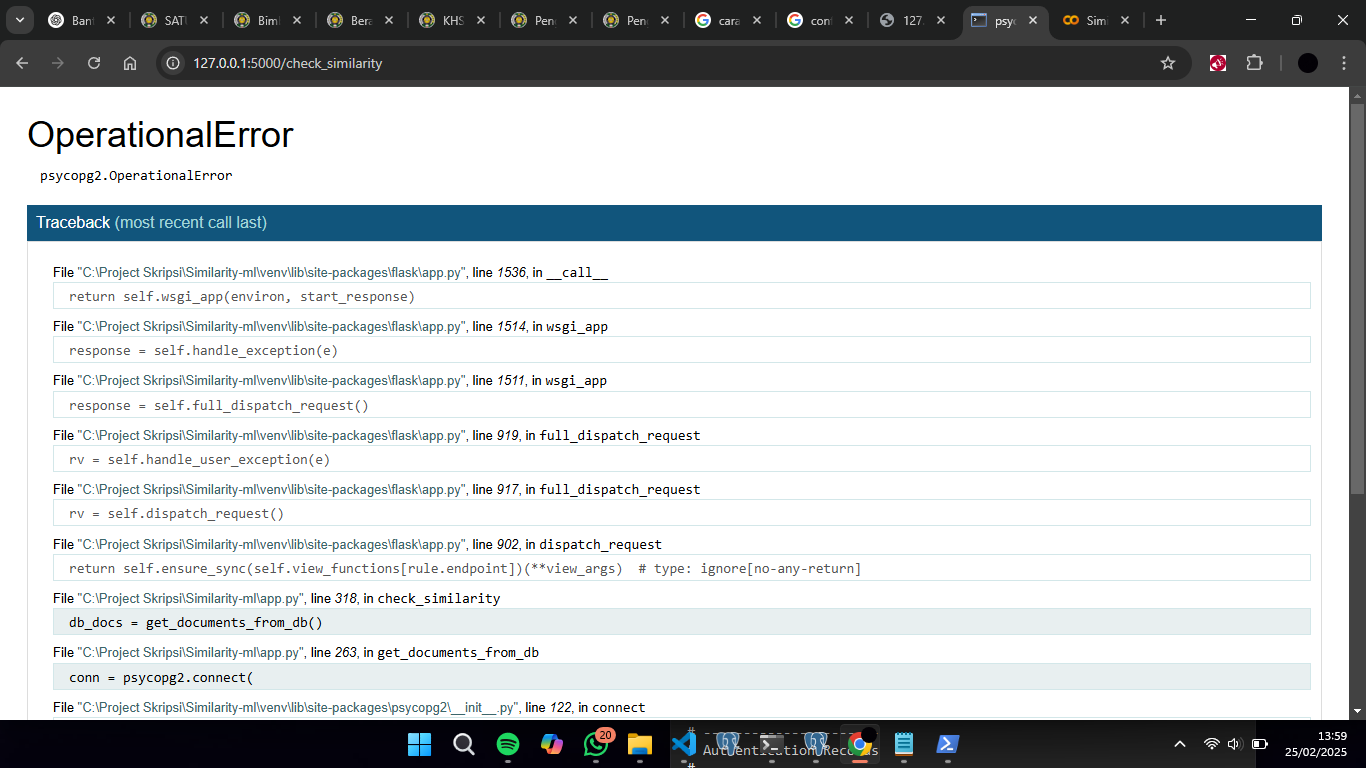 Bant
SATU
Biml
Bera
KHS
Pen
Pen
cara
con
127.
psyc
Simi
127.0.0.1:5000/check_similarity
OperationalError
psycopg2.OperationalError
Traceback (most recent call last)
File "C:\Project Skripsi\Similarity-ml\venv\lib\site-packages\flask\app.py", line 1536, in __call__
return self.wsgi_app(environ, start_response)
File "C:\Project Skripsi\Similarity-ml\venv\lib\site-packages\flask\app.py", line 1514, in wsgi_app
response = self.handle_exception(e)
File "C:\Project Skripsi\Similarity-ml\venv\lib\site-packages\flask\app.py", line 1511, in wsgi_app
response = self.full_dispatch_request()
File "C:\Project Skripsi\Similarity-ml\venv\lib\site-packages\flask\app.py", line 919, in full_dispatch_request
rv = self.handle_user_exception(e)
File "C:\Project Skripsi\Similarity-ml\venv\lib\site-packages\flask\app.py", line 917, in full_dispatch_request
rv = self.dispatch_request()
File "C:\Project Skripsi\Similarity-ml\venv\lib\site-packages\flask\app.py", line 902, in dispatch_request
return self.ensure_sync(self.view_functions[rule.endpoint])(**view_args)  # type: ignore[no-any-return]
File "C:\Project Skripsi\Similarity-ml\app.py", line 318, in check_similarity
db_docs = get_documents_from_db()
File "C:\Project Skripsi\Similarity-ml\app.py", line 263, in get_documents_from_db
conn = psycopg2.connect(
File "C:\Project Skripsi\Similarity-ml\venv\lib\site-packages\psycopg2\__init__.py", line 122, in connect
20
13:59
25/02/2025